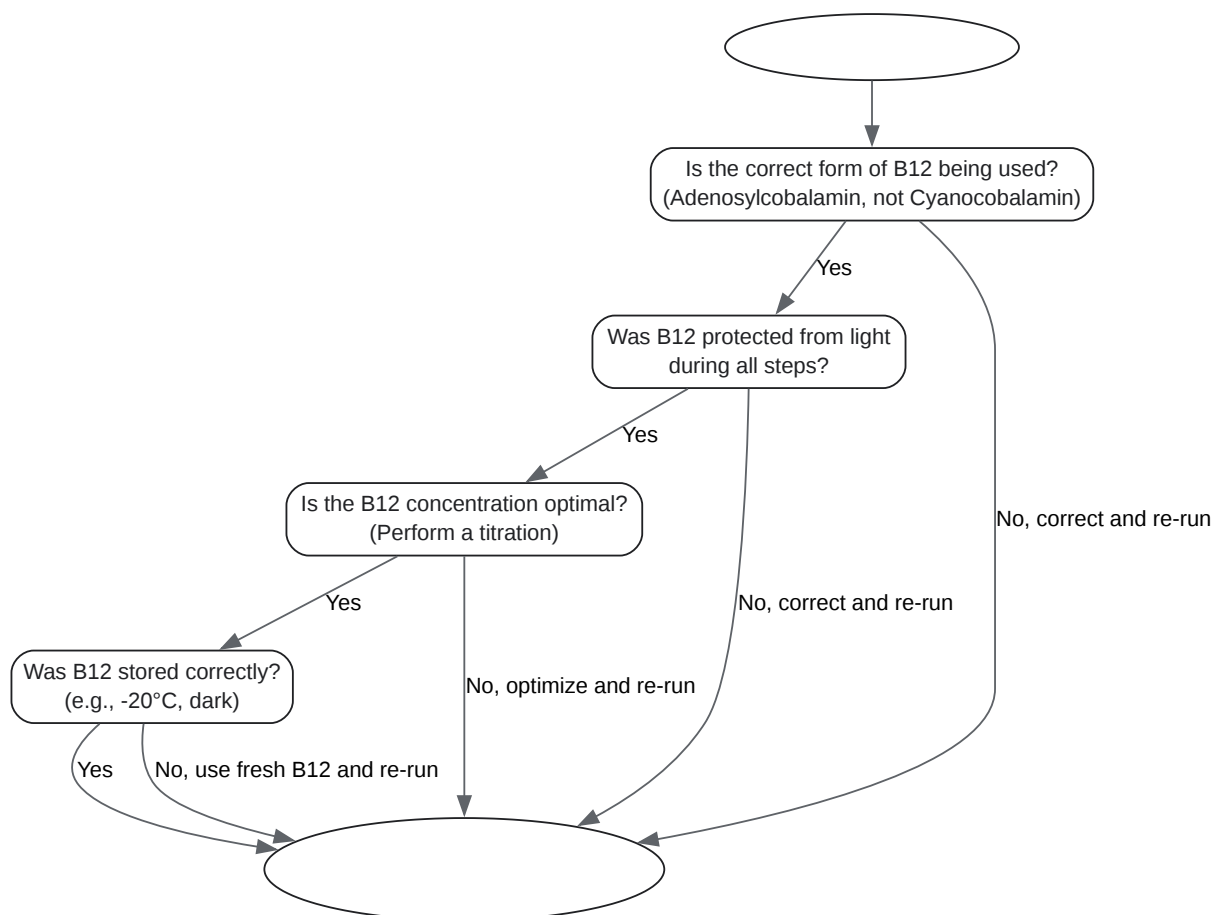 Is the correct form of B12 being used?
(Adenosylcobalamin, not Cyanocobalamin)
Yes
Was B12 protected from light
during all steps?
Yes
Is the B12 concentration optimal?
(Perform a titration)
No, correct and re-run
Yes
No, correct and re-run
Was B12 stored correctly?
(e.g., -20°C, dark)
No, optimize and re-run
Yes
No, use fresh B12 and re-run